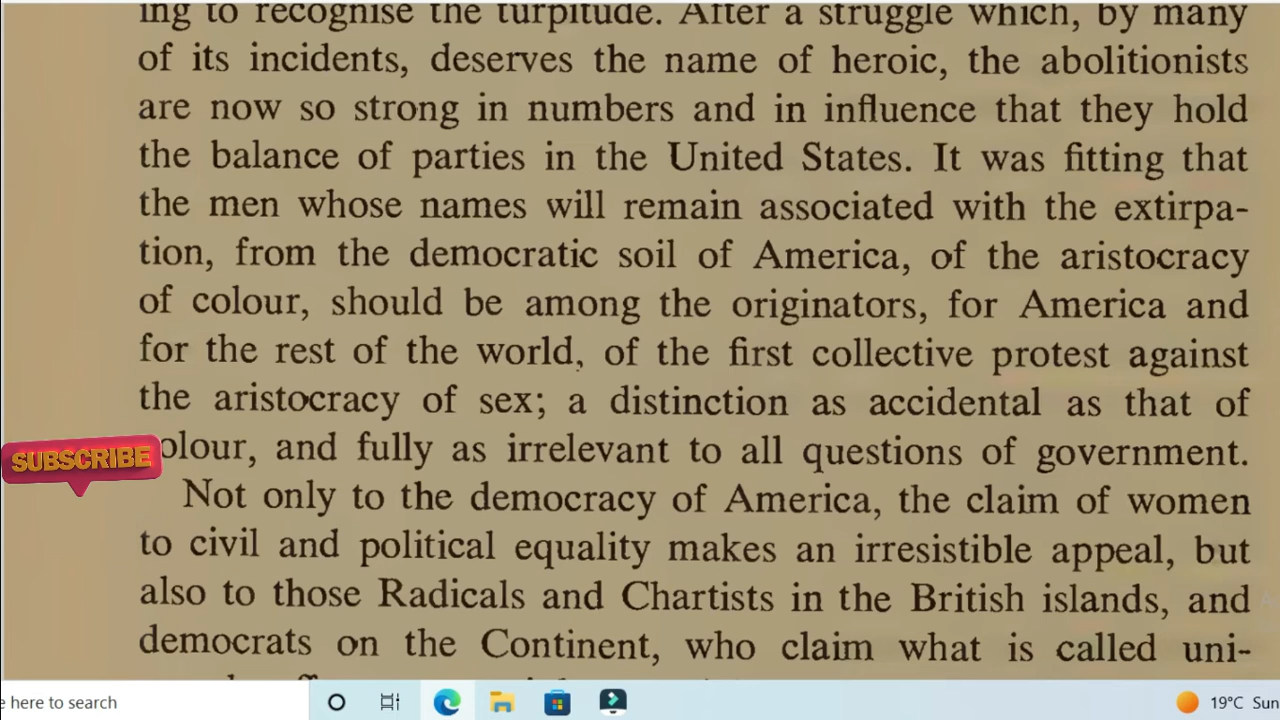 ing to recognise the turpitude. After a struggle which, by many
of its incidents, deserves the name of heroic, the abolitionists
are now so strong in numbers and in influence that they hold
the balance of parties in the United States. It was fitting that
the men whose names will remain associated with the extirpa-
tion, from the democratic soil of America, of the aristocracy
of colour, should be among the originators, for America and
for the rest of the world, of the first collective protest against
the aristocracy of sex; a distinction as accidental as that of
olour, and fully as irrelevant to all questions of government.
SUBSCRIBE
Not only to the democracy of America, the claim of women
to civil and political equality makes an irresistible appeal, but
also to those Radicals and Chartists in the British islands, and
democrats on the Continent, who claim what is called uni-
e here to search
19°C Sun